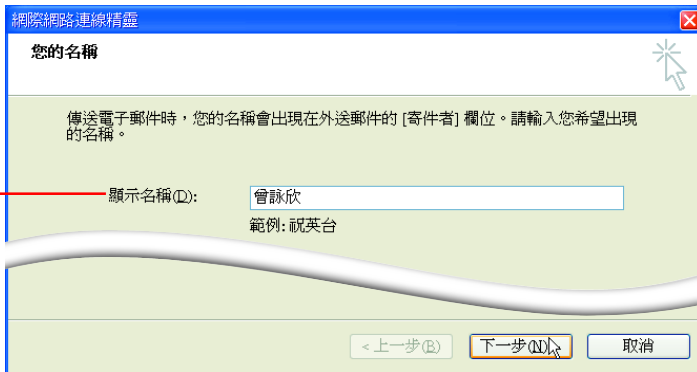 網際網路連線精靈
您的名稱
傳送電子郵件時，您的名稱會出現在外送郵件的 [寄件者] 欄位。請輸入您希望出現
的名稱。
顯示名稱(D): 曾詠欣
範例: 祝英台
< 上一步(B) 下一步(N) 取消